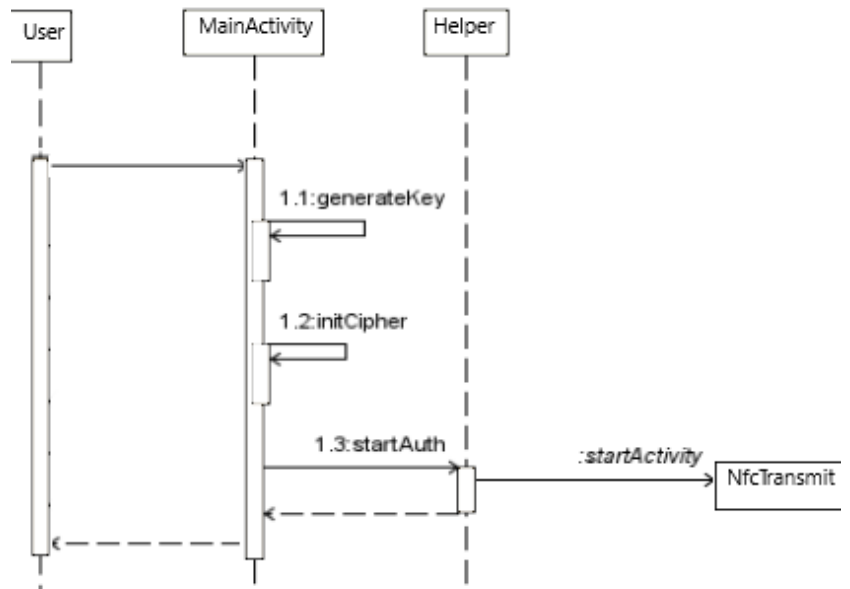 User
MainActivity
Helper
1.1:generateKey
1.2:initCipher
1.3:startAuth
:startActivity
NfcTransmit